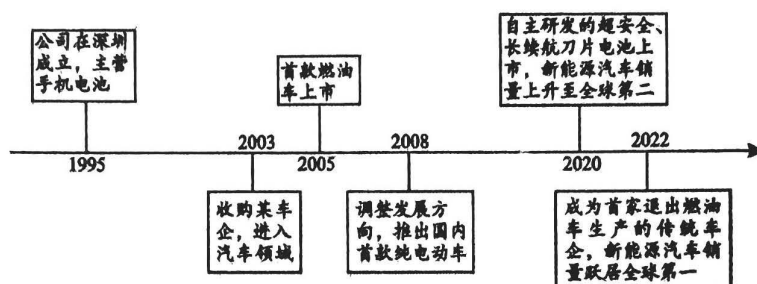 公司在深圳
成立，主营
手机电池
首款燃油
车上市
自主研发的超安全、
长续航刀片电池上
市，新能源汽车销
量上升至全球第二
2003
2008
2022
1995
2005
2020
收购某车
企，进入
汽车领域
调整发展方
向，推出国内
首款纯电动车
成为首家退出燃油
车生产的传统车
企，新能源汽车销
量跃居全球第一